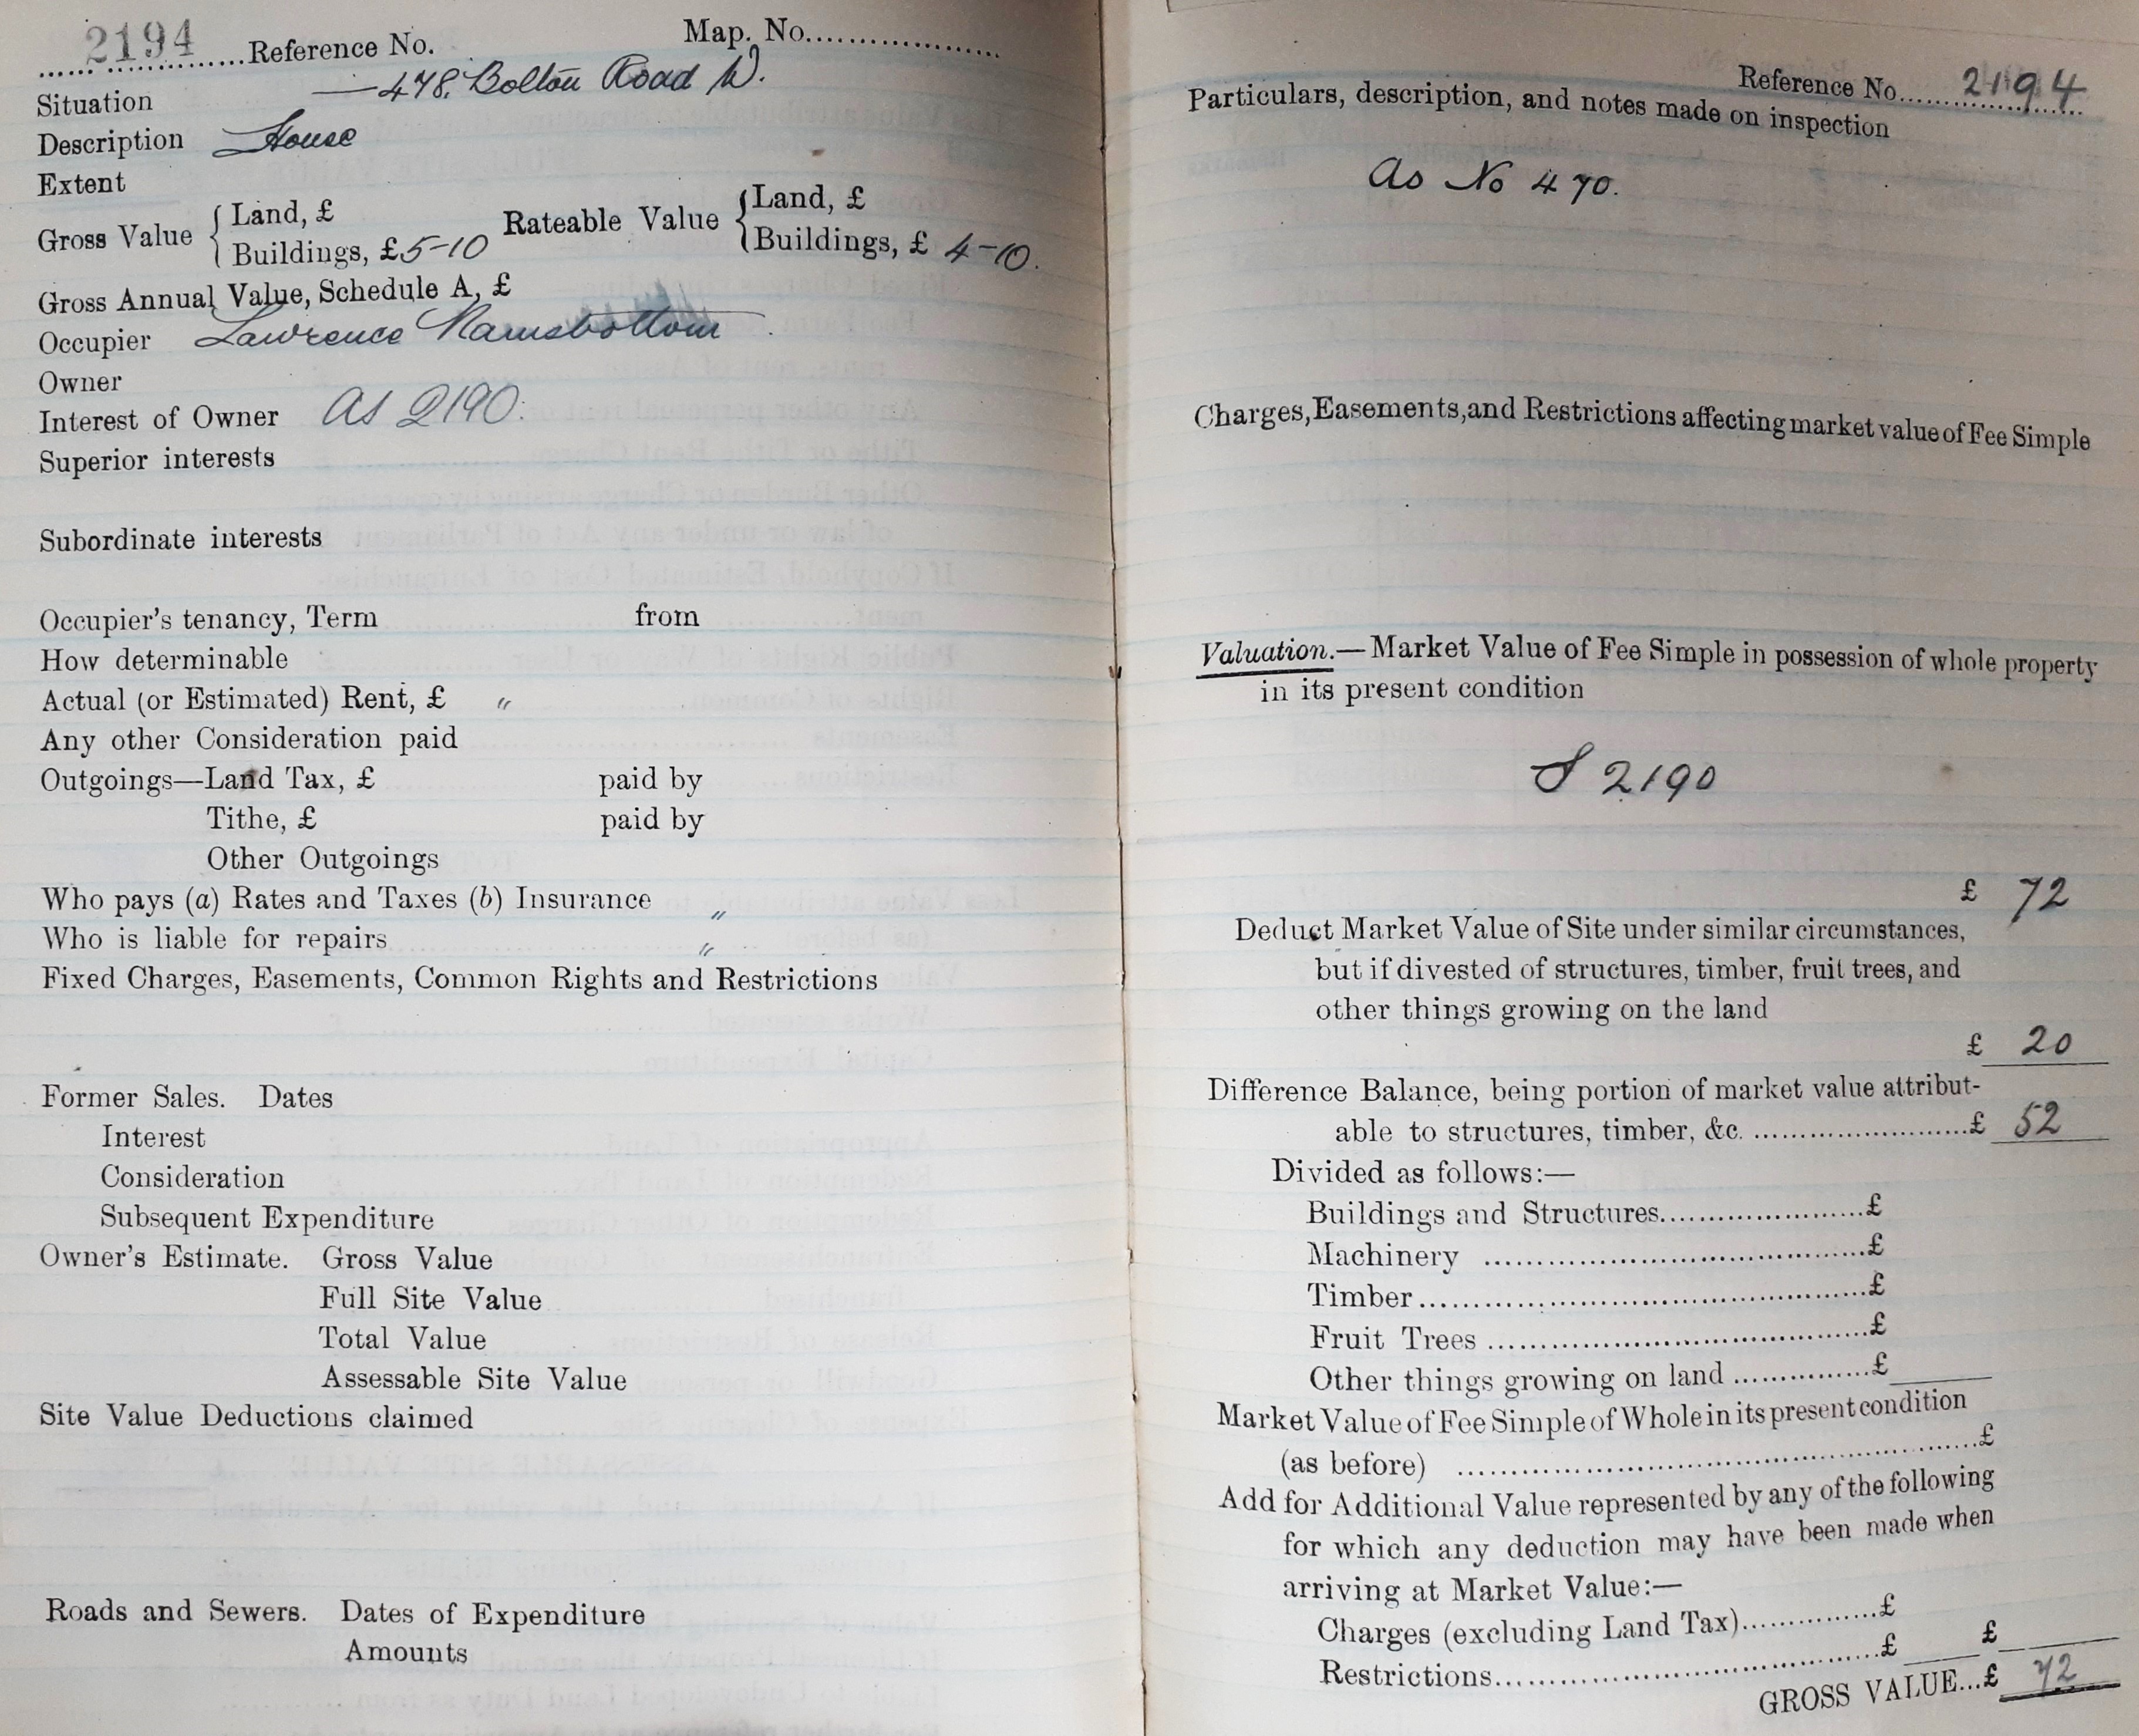 2194 Reference No. Map. No....................
Situation — 478. Bolton Road W.
Description House
Extent
Gross Value { Land, £ Rateable Value { Land, £
Buildings, £5-10 Buildings, £ 4-10.
Gross Annual Value, Schedule A, £
Occupier Lawrence Ramsbottom
Owner
Interest of Owner As 2190.
Superior interests
Subordinate interests
Occupier's tenancy, Term from
How determinable
Actual (or Estimated) Rent, £ "
Any other Consideration paid
Outgoings—Land Tax, £ paid by
Tithe, £ paid by
Other Outgoings
Who pays (a) Rates and Taxes (b) Insurance "
Who is liable for repairs "
Fixed Charges, Easements, Common Rights and Restrictions
Former Sales. Dates
Interest
Consideration
Subsequent Expenditure
Owner's Estimate. Gross Value
Full Site Value
Total Value
Assessable Site Value
Site Value Deductions claimed
Roads and Sewers. Dates of Expenditure
Amounts
Reference No. 2194
Particulars, description, and notes made on inspection
As No 470.
Charges, Easements, and Restrictions affecting market value of Fee Simple
Valuation.—Market Value of Fee Simple in possession of whole property
in its present condition
2190
£ 72
Deduct Market Value of Site under similar circumstances,
but if divested of structures, timber, fruit trees, and
other things growing on the land
£ 20
Difference Balance, being portion of market value attribut-
able to structures, timber, &c. ........................£ 52
Divided as follows:—
Buildings and Structures......................£
Machinery ..........................................£
Timber.................................................£
Fruit Trees ..........................................£
Other things growing on land ...............£
Market Value of Fee Simple of Whole in its present condition
(as before) .........................................................£
Add for Additional Value represented by any of the following
for which any deduction may have been made when
arriving at Market Value:—
Charges (excluding Land Tax)...............£
Restrictions...........................................£ £
GROSS VALUE...£ 72